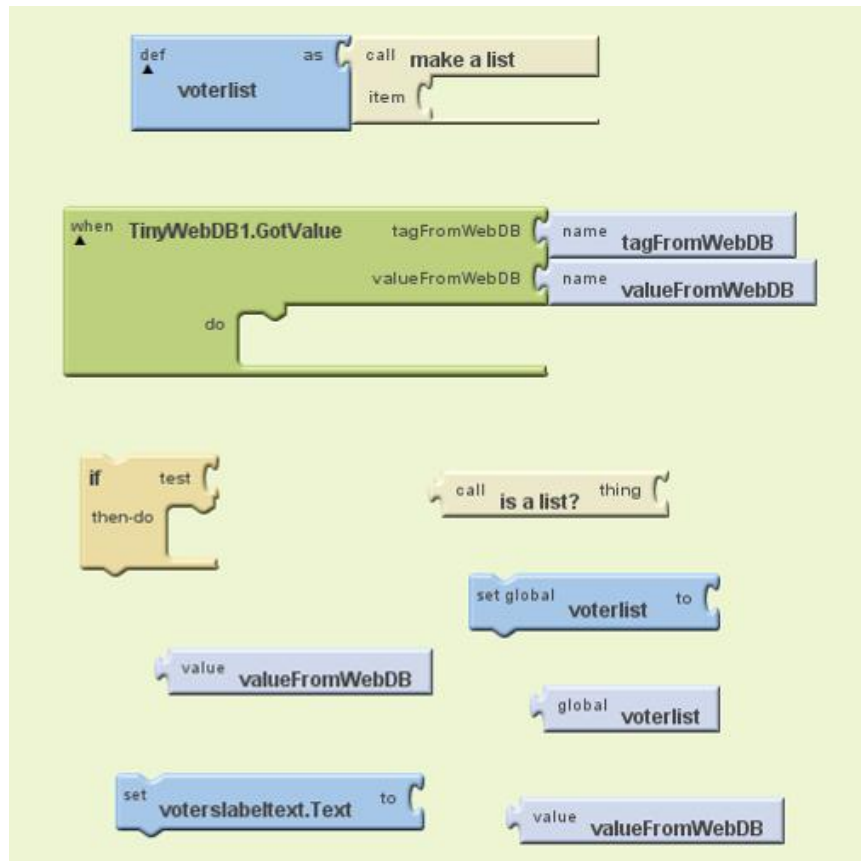 def as call make a list
voterlist
item
when TinyWebDB1.GotValue tagFromWebDB name tagFromWebDB
valueFromWebDB name valueFromWebDB
do
if test
then-do
call is a list? thing
set global voterlist to
value valueFromWebDB
global voterlist
set voterslabeltext.Text to
value valueFromWebDB